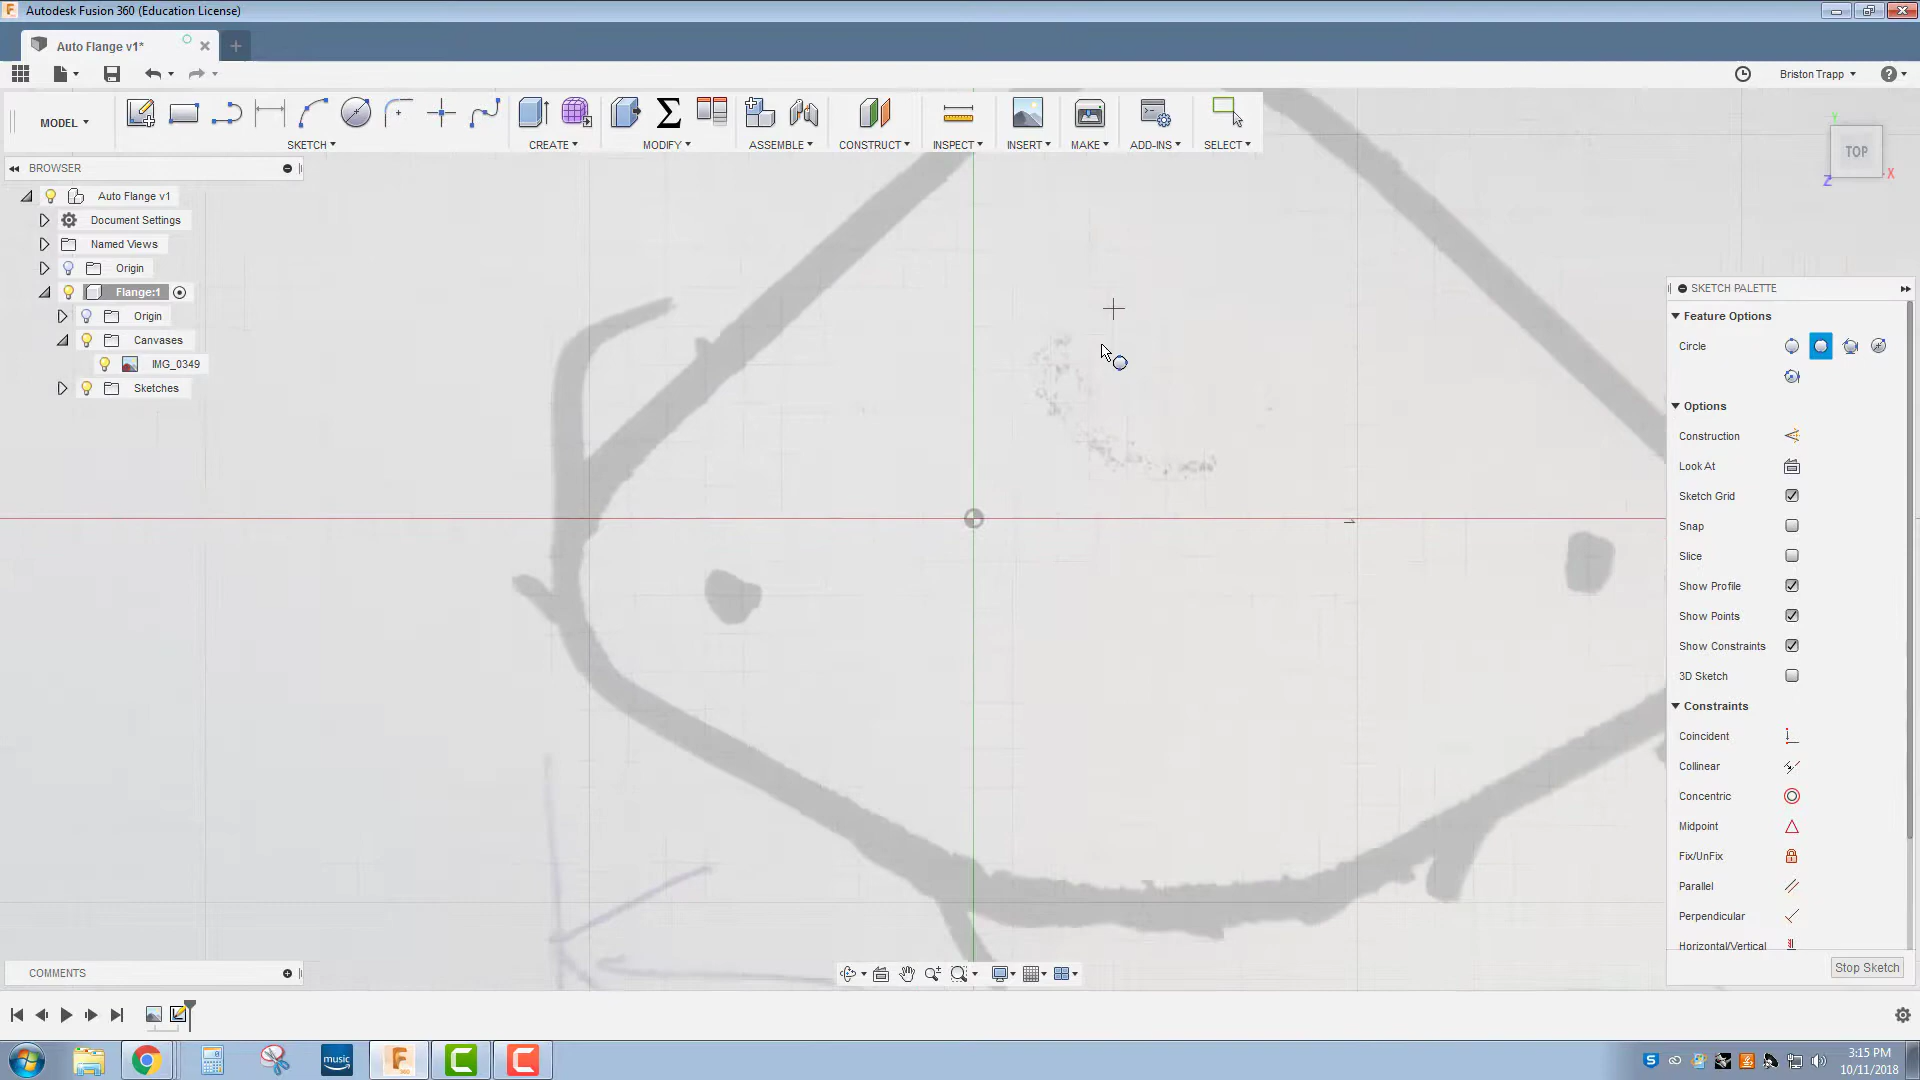 Autodesk Fusion 360 (Education License)
Auto Flange v1*
Briston Trapp
MODEL
SKETCH
CREATE
MODIFY
ASSEMBLE
CONSTRUCT
INSPECT
INSERT
MAKE
ADD-INS
SELECT
BROWSER
Auto Flange v1
Document Settings
Named Views
Origin
Flange:1
Origin
Canvases
IMG_0349
Sketches
TOP
Y
X
Z
SKETCH PALETTE
Feature Options
Circle
Options
Construction
Look At
Sketch Grid
Snap
Slice
Show Profile
Show Points
Show Constraints
3D Sketch
Constraints
Coincident
Collinear
Concentric
Midpoint
Fix/UnFix
Parallel
Perpendicular
Horizontal/Vertical
Stop Sketch
COMMENTS
music
3:15 PM
10/11/2018